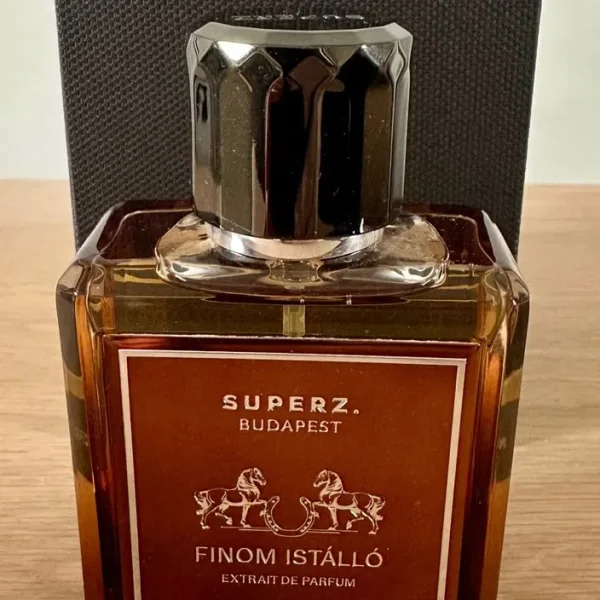 SUPERZ.
BUDAPEST
FINOM ISTÁLLÓ
EXTRAIT DE PARFUM